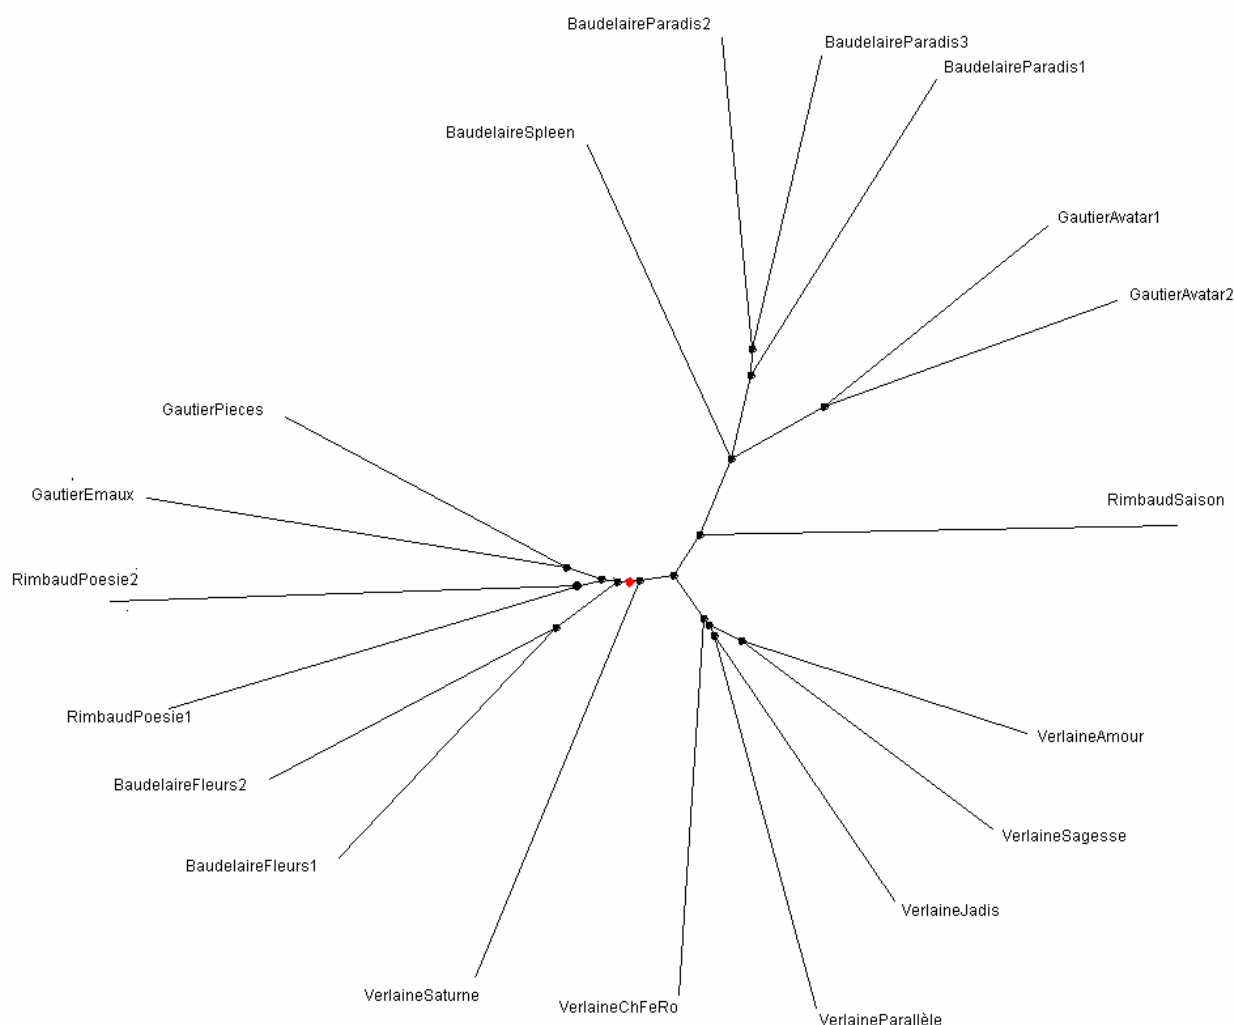 BaudelaireParadis2
BaudelaireParadis3
BaudelaireParadis1
BaudelaireSpleen
GautierAvatar1
GautierAvatar2
GautierPieces
GautierEmaux
RimbaudSaison
RimbaudPoesie2
RimbaudPoesie1
VerlaineAmour
BaudelaireFleurs2
VerlaineSagesse
BaudelaireFleurs1
VerlaineJadis
VerlaineSaturne
VerlaineChFeRo
VerlaineParallèle